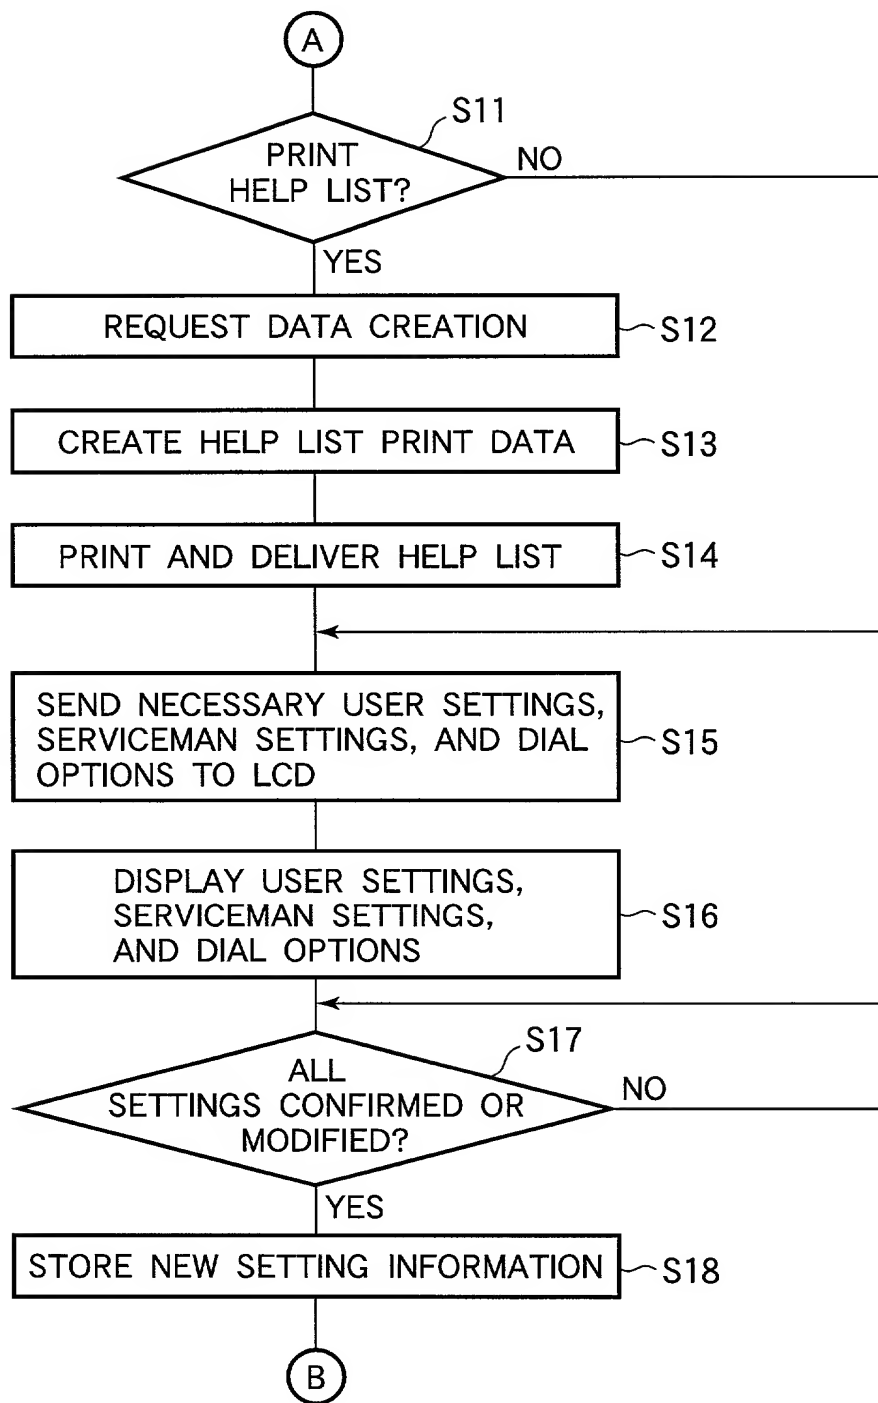 A
S11
PRINT
HELP LIST?
NO
YES
REQUEST DATA CREATION
S12
CREATE HELP LIST PRINT DATA
S13
PRINT AND DELIVER HELP LIST
S14
SEND NECESSARY USER SETTINGS,
SERVICEMAN SETTINGS, AND DIAL
OPTIONS TO LCD
S15
DISPLAY USER SETTINGS,
SERVICEMAN SETTINGS,
AND DIAL OPTIONS
S16
S17
ALL
SETTINGS CONFIRMED OR
MODIFIED?
NO
YES
STORE NEW SETTING INFORMATION
S18
B